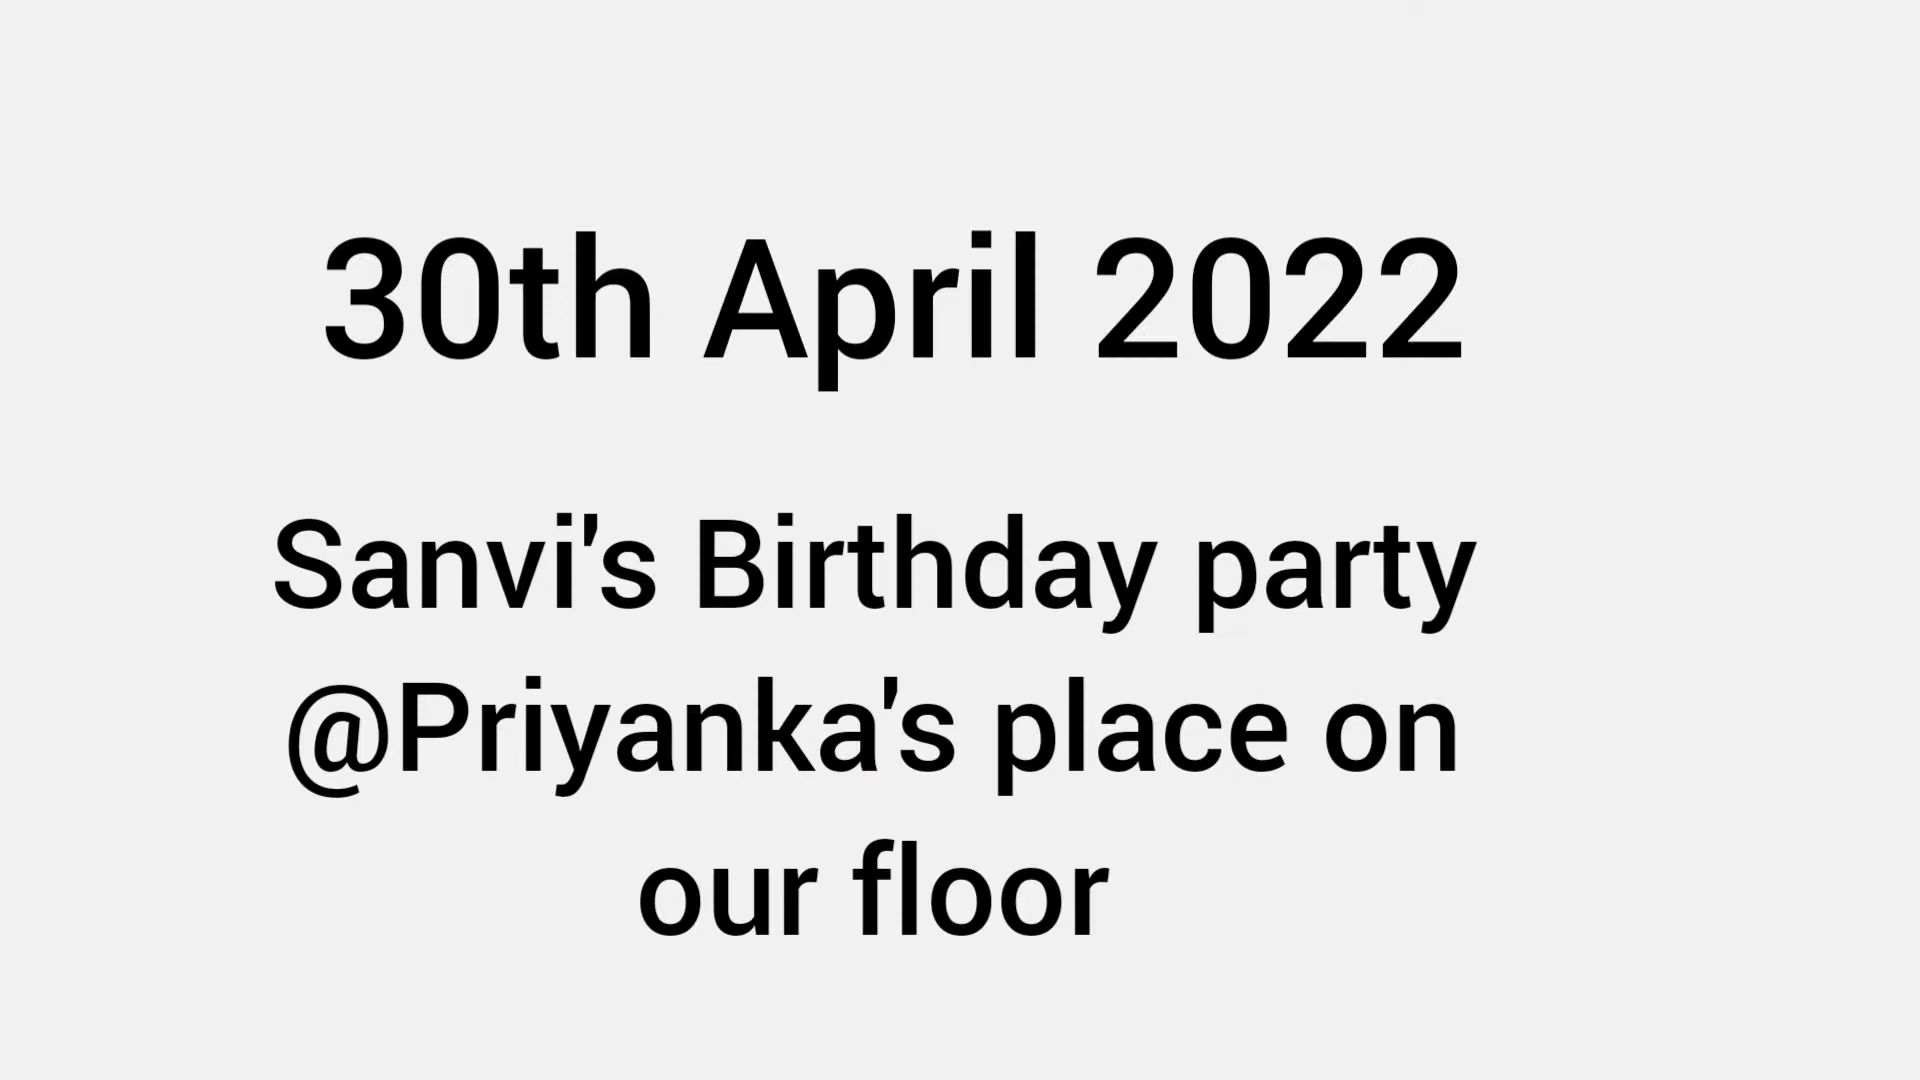 30th April 2022
Sanvi's Birthday party
@Priyanka's place on
our floor